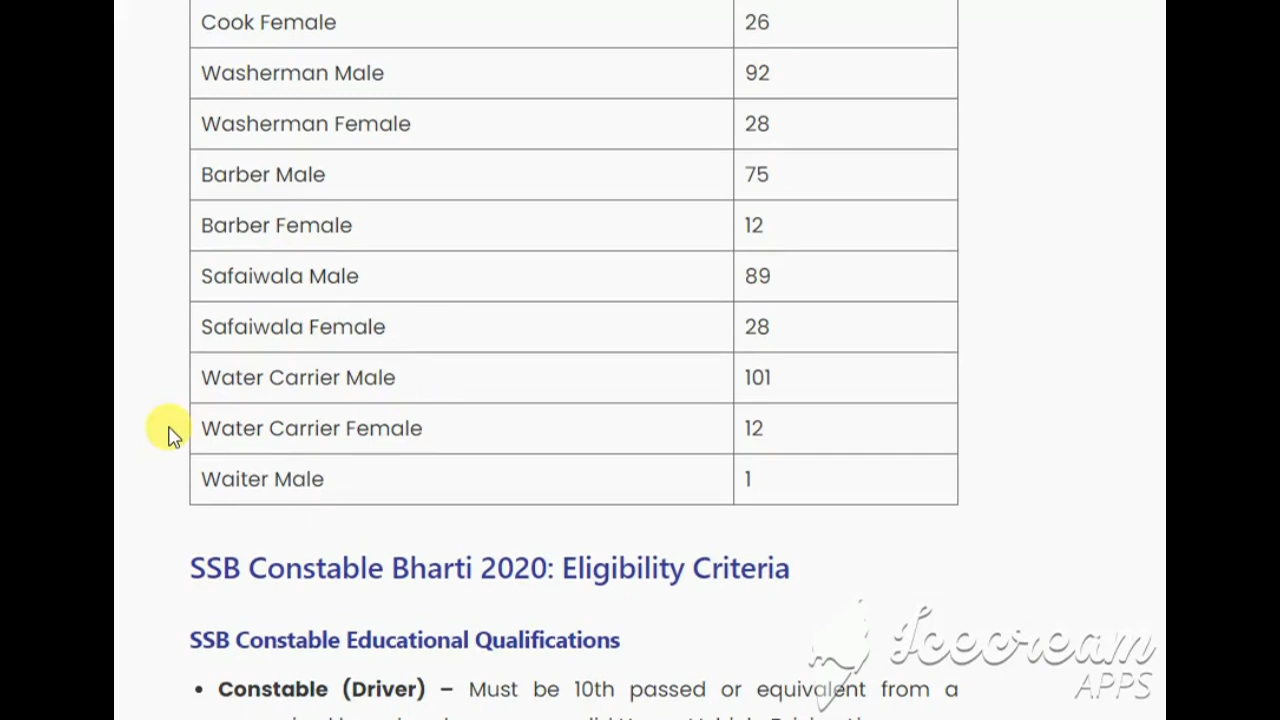 Cook Female 26
Washerman Male 92
Washerman Female 28
Barber Male 75
Barber Female 12
Safaiwala Male 89
Safaiwala Female 28
Water Carrier Male 101
Water Carrier Female 12
Waiter Male 1
SSB Constable Bharti 2020: Eligibility Criteria
SSB Constable Educational Qualifications
• Constable (Driver) – Must be 10th passed or equivalent from a
Icecream
APPS